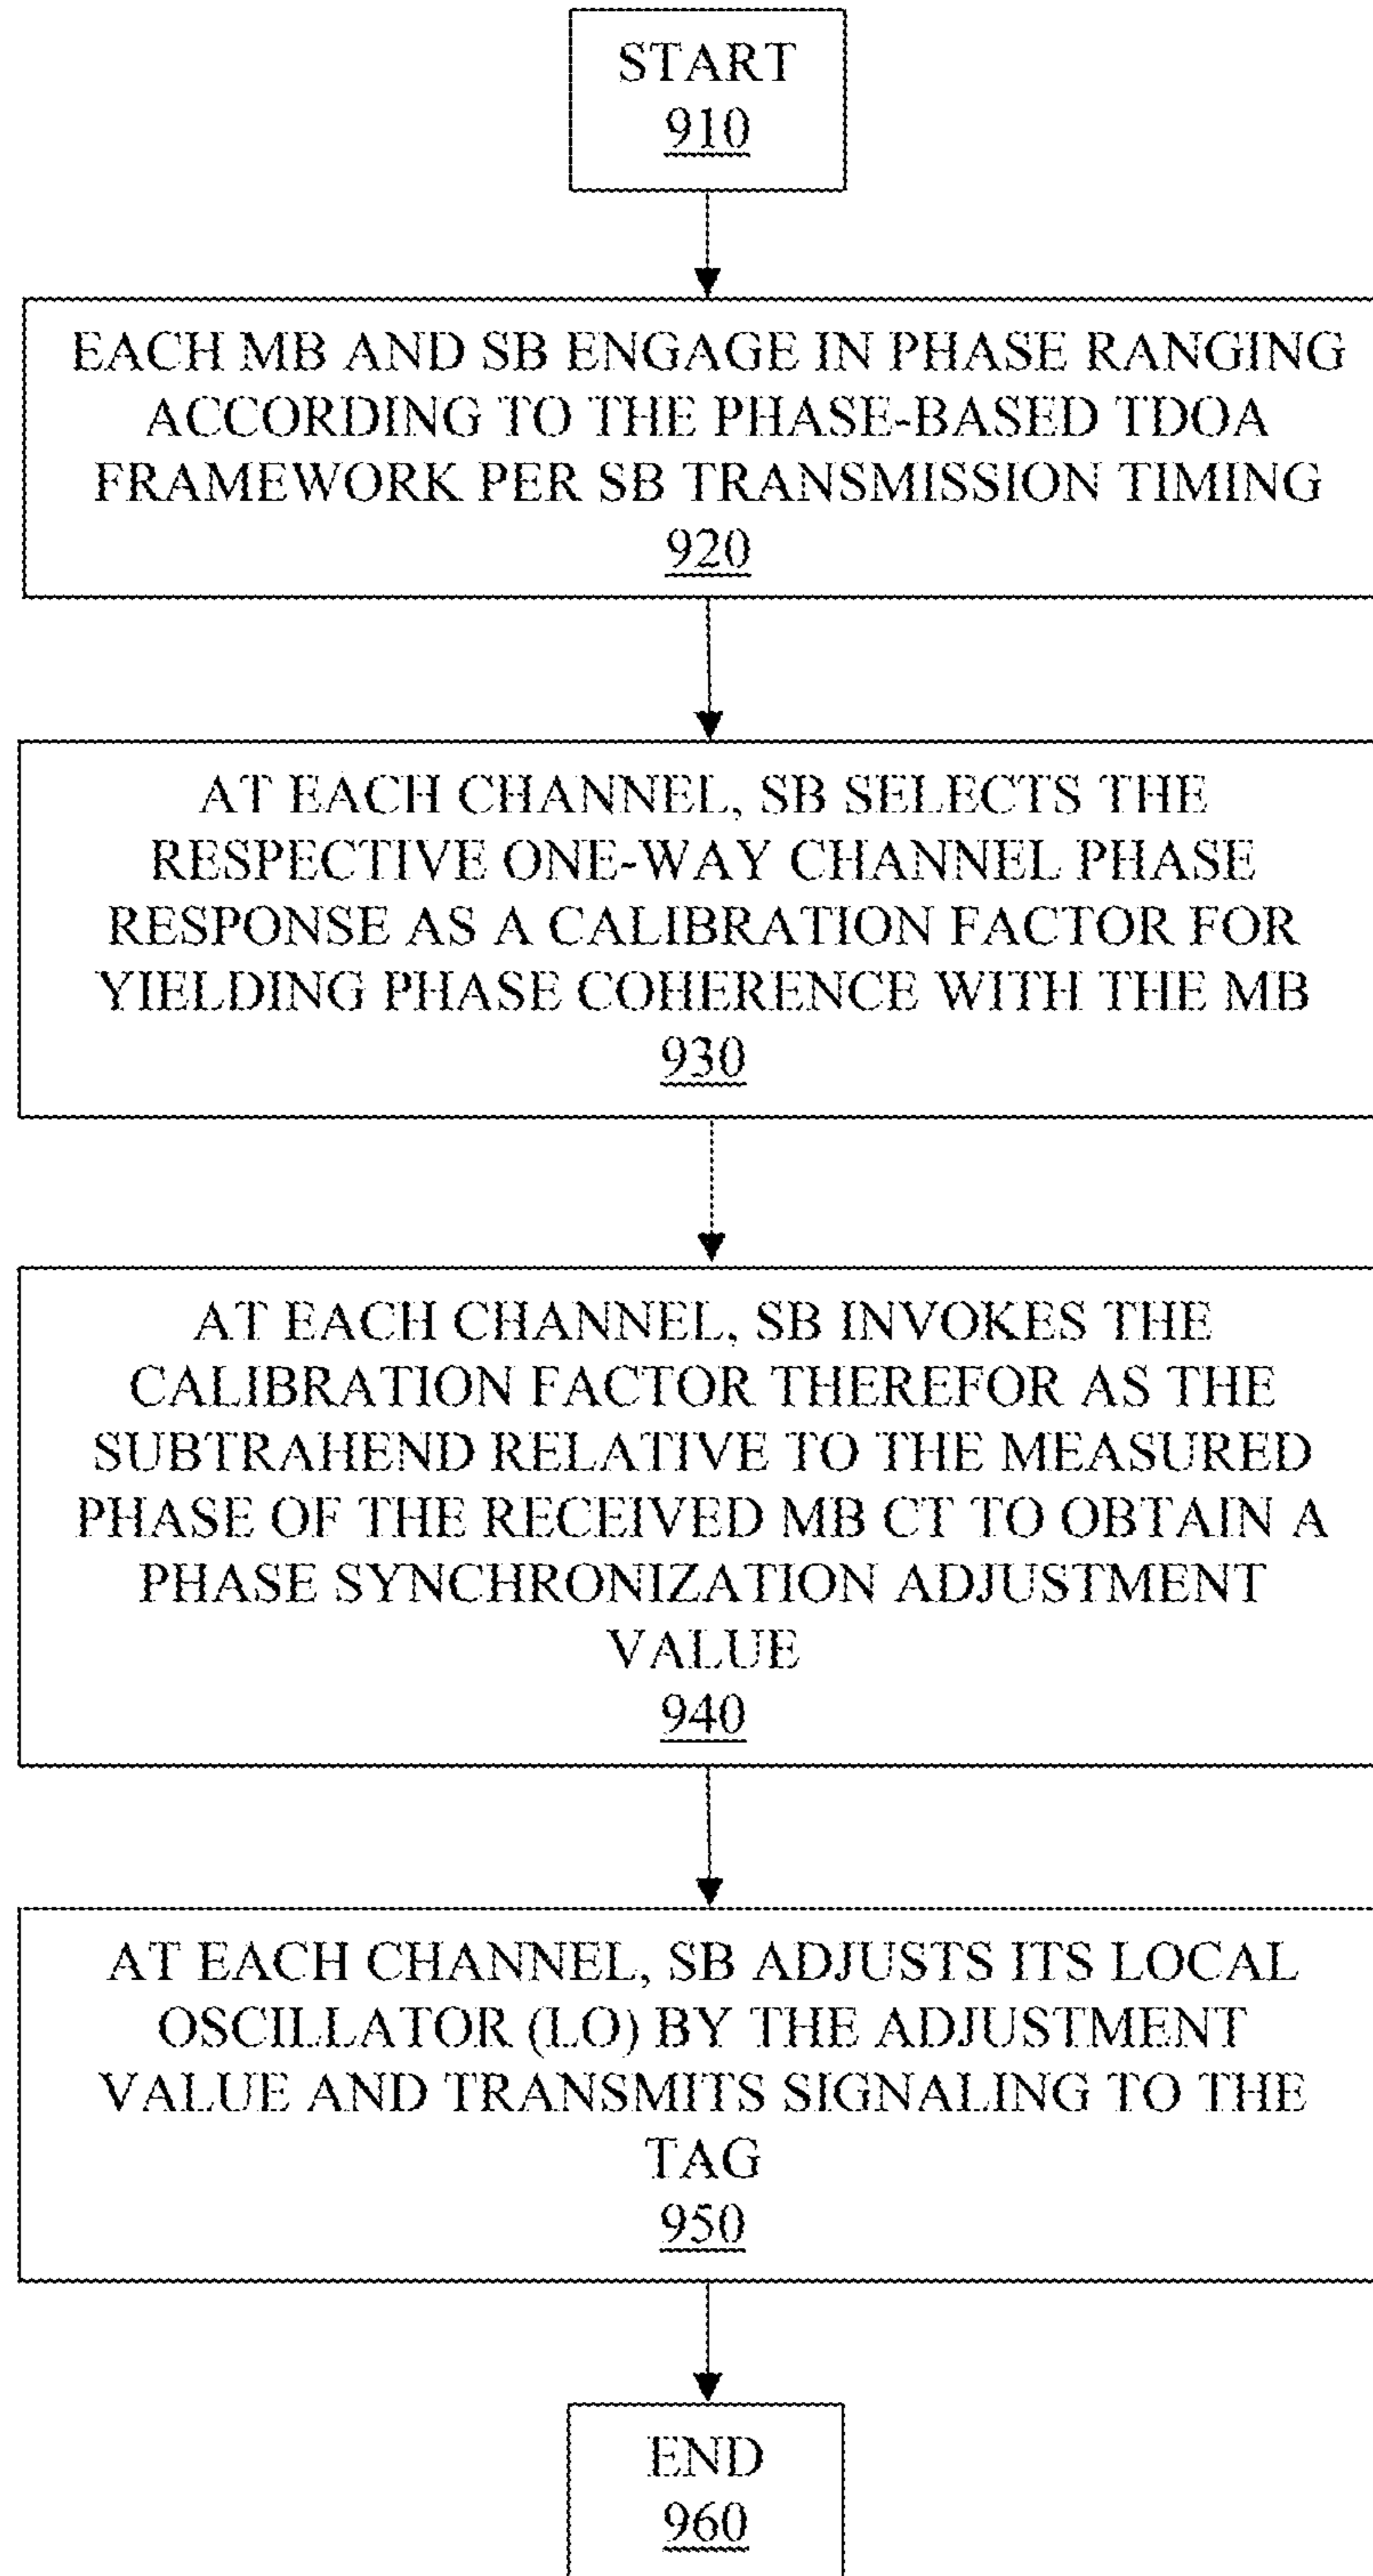 START
910
EACH MB AND SB ENGAGE IN PHASE RANGING
ACCORDING TO THE PHASE-BASED TDOA
FRAMEWORK PER SB TRANSMISSION TIMING
920
AT EACH CHANNEL, SB SELECTS THE
RESPECTIVE ONE-WAY CHANNEL PHASE
RESPONSE AS A CALIBRATION FACTOR FOR
YIELDING PHASE COHERENCE WITH THE MB
930
AT EACH CHANNEL, SB INVOKES THE
CALIBRATION FACTOR THEREFOR AS THE
SUBTRAHEND RELATIVE TO THE MEASURED
PHASE OF THE RECEIVED MB CT TO OBTAIN A
PHASE SYNCHRONIZATION ADJUSTMENT
VALUE
940
AT EACH CHANNEL, SB ADJUSTS ITS LOCAL
OSCILLATOR (LO) BY THE ADJUSTMENT
VALUE AND TRANSMITS SIGNALING TO THE
TAG
950
END
960